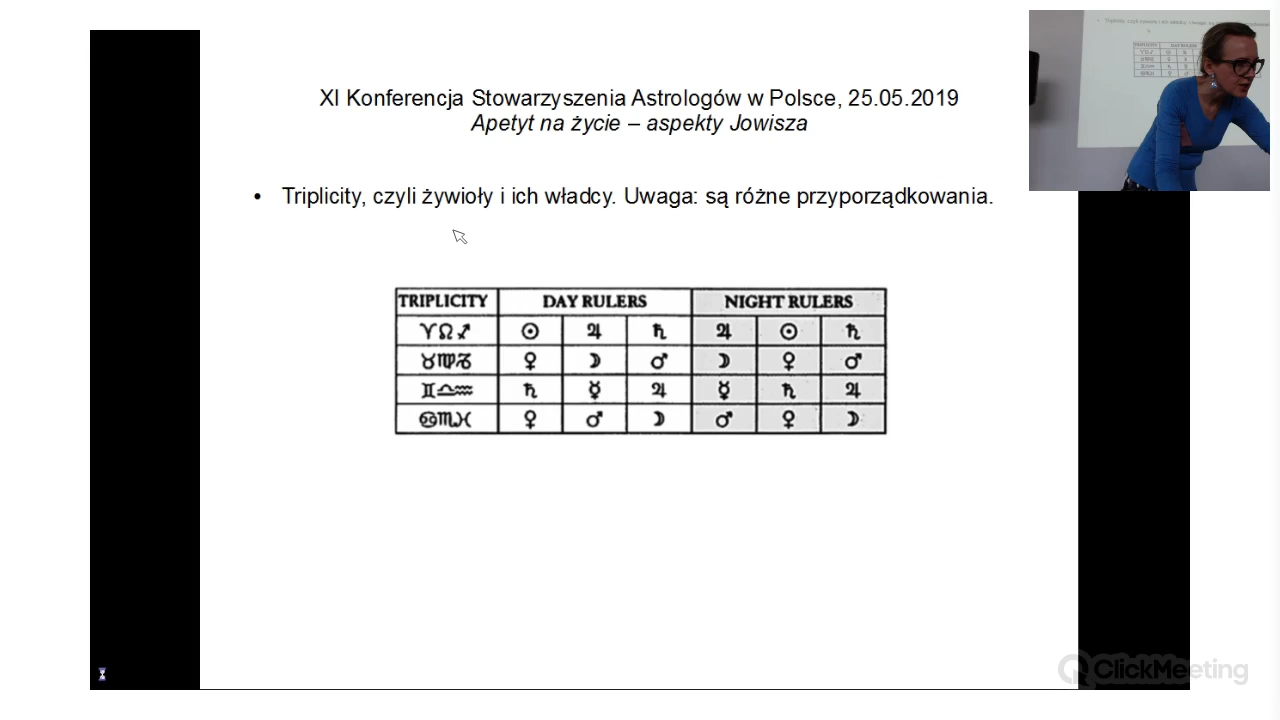 XI Konferencja Stowarzyszenia Astrologów w Polsce, 25.05.2019
Apetyt na życie – aspekty Jowisza
• Triplicity, czyli żywioły i ich władcy. Uwaga: są różne przyporządkowania.
TRIPLICITY DAY RULERS NIGHT RULERS
♈♌♐ ☉ ♃ ♄ ♃ ☉ ♄
♉♍♑ ♀ ☽ ♂ ☽ ♀ ♂
♊♎♒ ♄ ☿ ♃ ☿ ♄ ♃
♋♏♓ ♀ ♂ ☽ ♂ ♀ ☽
ClickMeeting